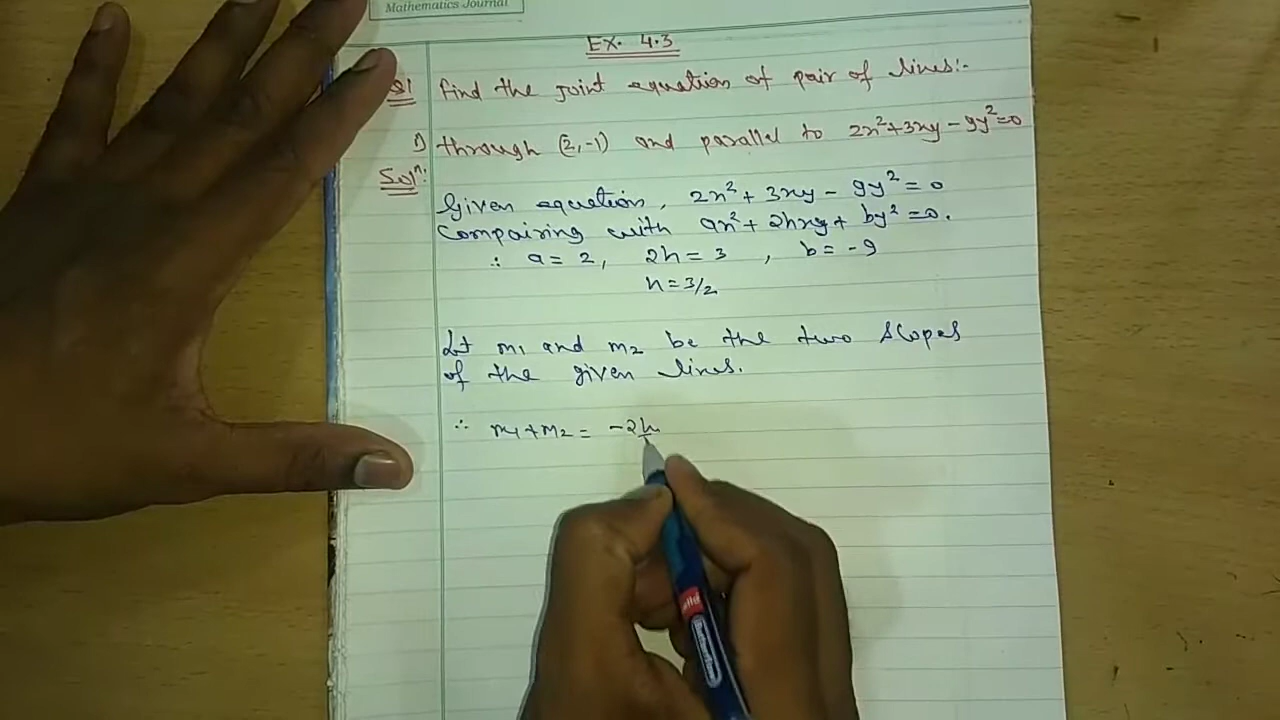 Mathematics Journal
Ex. 4.3
Q1 find the joint equation of pair of lines:-
1) through (2,-1) and parallel to 2x²+3xy-9y²=0
Solⁿ:
Given equation, 2x²+3xy-9y²=0
Compairing with ax²+2hxy+by²=0.
∴ a=2, 2h=3, b=-9
h=3/2
Let m₁ and m₂ be the two slopes
of the given lines.
∴ m₁+m₂ = -2h